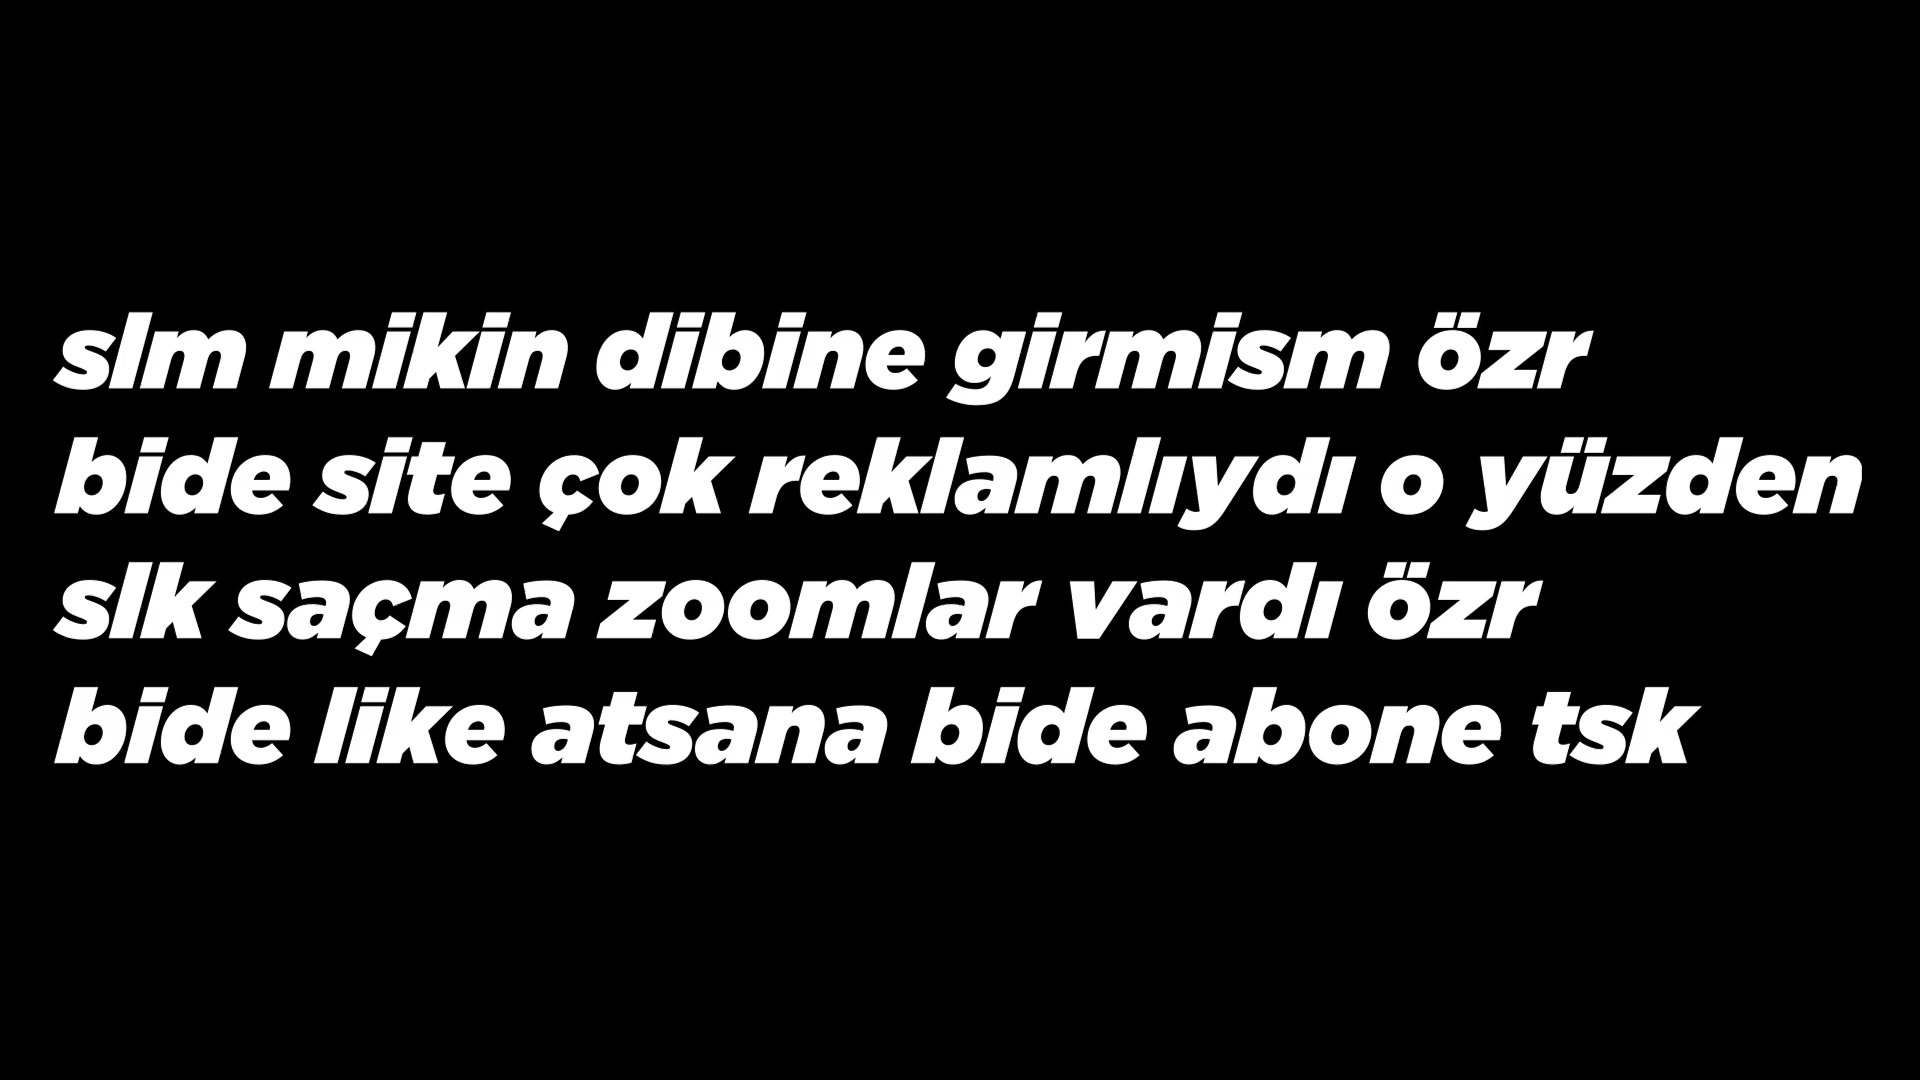 slm mikin dibine girmism özr
bide site çok reklamlıydı o yüzden
slk saçma zoomlar vardı özr
bide like atsana bide abone tsk